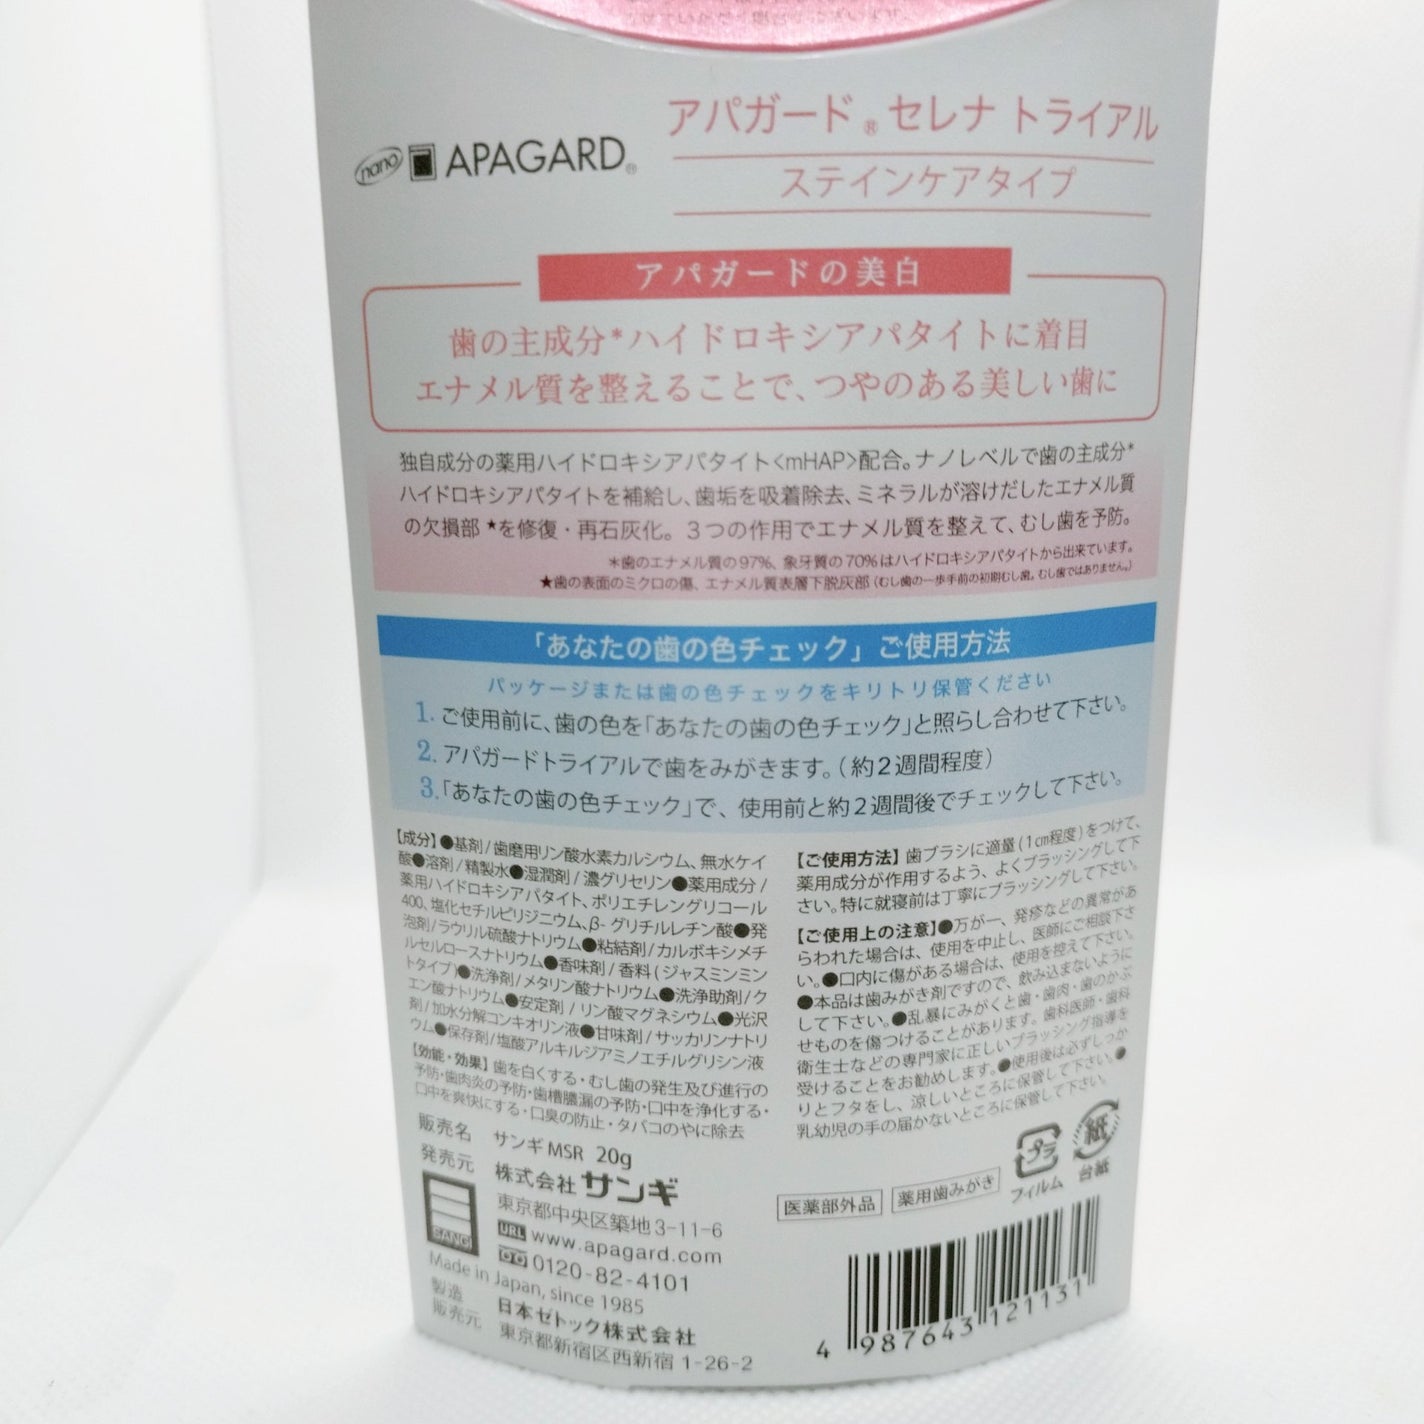 nano APAGARD®
アパガード® セレナ トライアル
ステインケアタイプ
アパガードの美白
歯の主成分*ハイドロキシアパタイトに着目
エナメル質を整えることで、つやのある美しい歯に
独自成分の薬用ハイドロキシアパタイト<mHAP>配合。ナノレベルで歯の主成分*
ハイドロキシアパタイトを補給し、歯垢を吸着除去、ミネラルが溶けだしたエナメル質
の欠損部★を修復・再石灰化。3つの作用でエナメル質を整えて、むし歯を予防。
*歯のエナメル質の97%、象牙質の70%はハイドロキシアパタイトから出来ています。
★歯の表面のミクロの傷、エナメル質表層下脱灰部(むし歯の一歩手前の初期むし歯。むし歯ではありません。)
「あなたの歯の色チェック」ご使用方法
パッケージまたは歯の色チェックをキリトリ保管ください
1. ご使用前に、歯の色を「あなたの歯の色チェック」と照らし合わせて下さい。
2. アパガードトライアルで歯をみがきます。(約2週間程度)
3.「あなたの歯の色チェック」で、使用前と約2週間後でチェックして下さい。
【成分】●基剤/歯磨用リン酸水素カルシウム、無水ケイ
酸●溶剤/精製水●湿潤剤/濃グリセリン●薬用成分/
薬用ハイドロキシアパタイト、ポリエチレングリコール
400、塩化セチルピリジニウム、β-グリチルレチン酸●発
泡剤/ラウリル硫酸ナトリウム●粘結剤/カルボキシメチ
ルセルロースナトリウム●香味剤/香料(ジャスミンミン
トタイプ)●洗浄剤/メタリン酸ナトリウム●洗浄助剤/ク
エン酸ナトリウム●安定剤/リン酸マグネシウム●光沢
剤/加水分解コンキオリン液●甘味剤/サッカリンナトリ
ウム●保存剤/塩酸アルキルジアミノエチルグリシン液
【効能・効果】歯を白くする・むし歯の発生及び進行の
予防・歯肉炎の予防・歯槽膿漏の予防・口中を浄化する・
口中を爽快にする・口臭の防止・タバコのやに除去
【ご使用方法】歯ブラシに適量(1cm程度)をつけて、
薬用成分が作用するよう、よくブラッシングして下
さい。特に就寝前は丁寧にブラッシングして下さい。
【ご使用上の注意】●万が一、発疹などの異常があ
らわれた場合は、使用を中止し、医師にご相談下さ
い。●口内に傷がある場合は、使用を控えて下さい。
●本品は歯みがき剤ですので、飲み込まないように
して下さい。●乱暴にみがくと歯・歯肉・歯のかぶ
せものを傷つけることがあります。歯科医師・歯科
衛生士などの専門家に正しいブラッシング指導を
受けることをお勧めします。●使用後は必ずしっか
りとフタをし、涼しいところに保管して下さい。●
乳幼児の手の届かないところに保管して下さい。
販売名 サンギMSR 20g
発売元 株式会社サンギ
SANGI
東京都中央区築地3-11-6
URL www.apagard.com
0120-82-4101
Made in Japan, since 1985
製造
販売元 日本ゼトック株式会社
東京都新宿区西新宿1-26-2
医薬部外品 薬用歯みがき
プラ
フィルム
紙
台紙
4 987643 121131